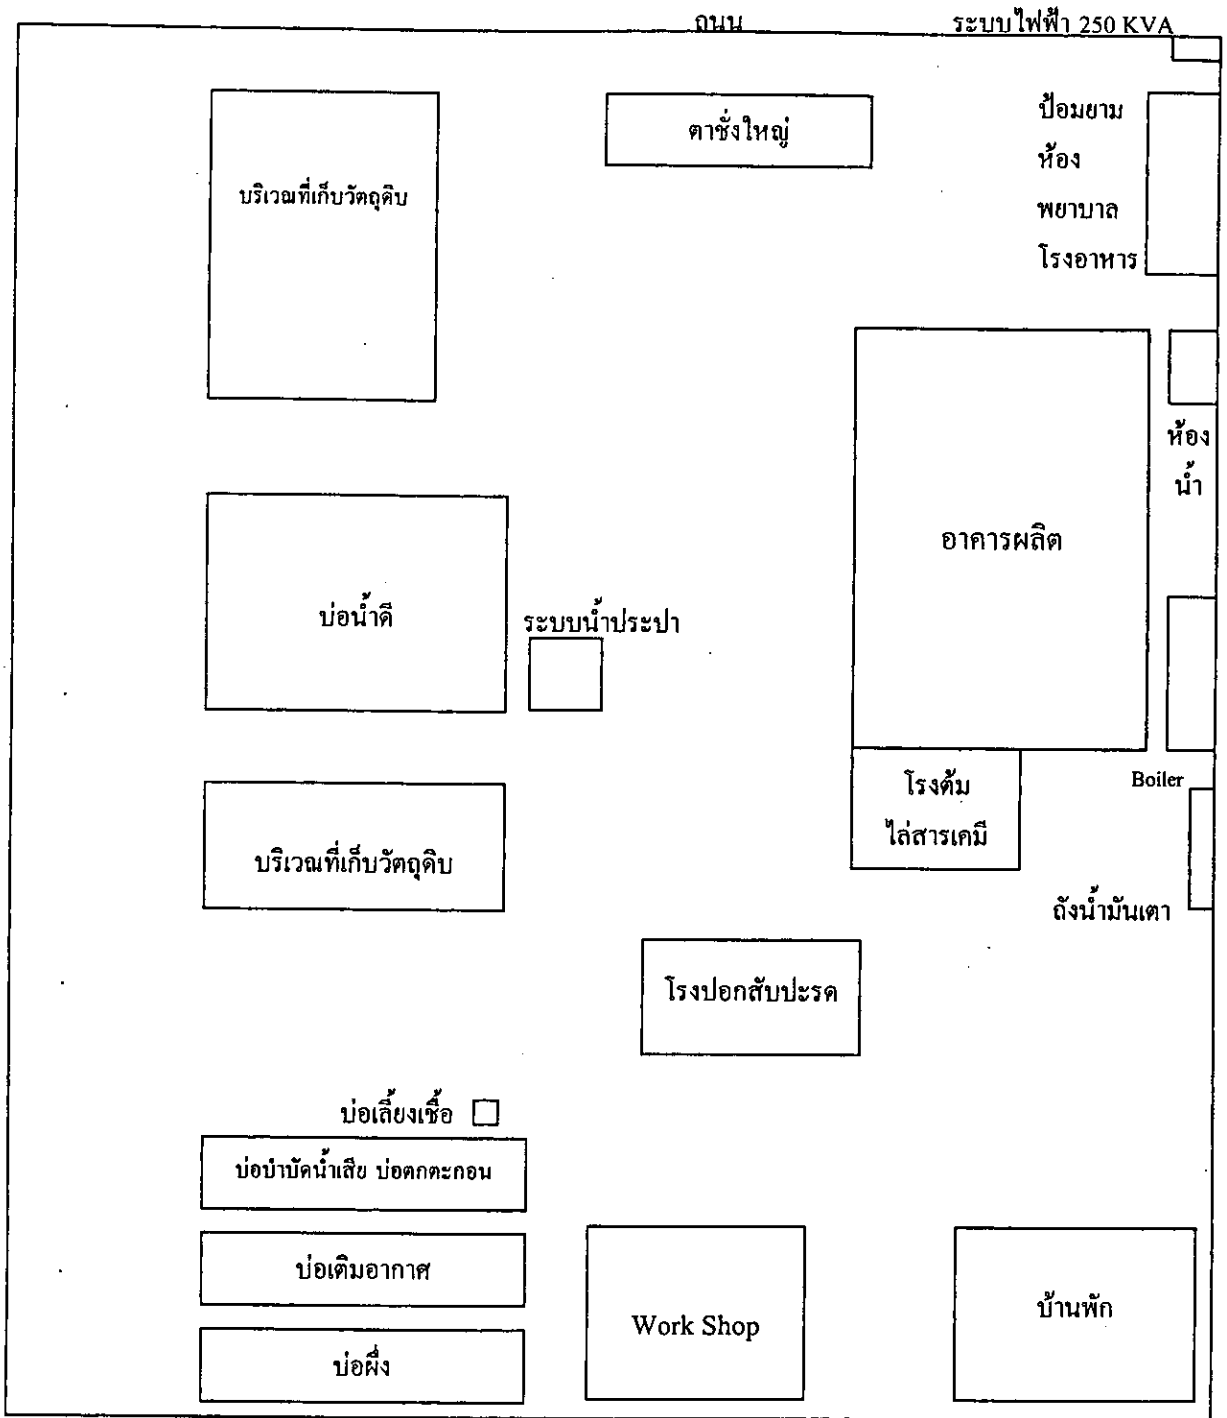 ถนน
ระบบไฟฟ้า 250 KVA
ตาชั่งใหญ่
ป้อมยาม
ห้อง
พยาบาล
โรงอาหาร
บริเวณที่เก็บวัตถุดิบ
ห้อง
น้ำ
อาคารผลิต
บ่อน้ำดี
ระบบน้ำประปา
โรงต้ม
ไล่สารเคมี
Boiler
บริเวณที่เก็บวัตถุดิบ
ถังน้ำมันเตา
โรงปอกสับปะรด
บ่อเลี้ยงเชื้อ
บ่อบำบัดน้ำเสีย บ่อตกตะกอน
บ่อเติมอากาศ
บ่อผึ่ง
Work Shop
บ้านพัก